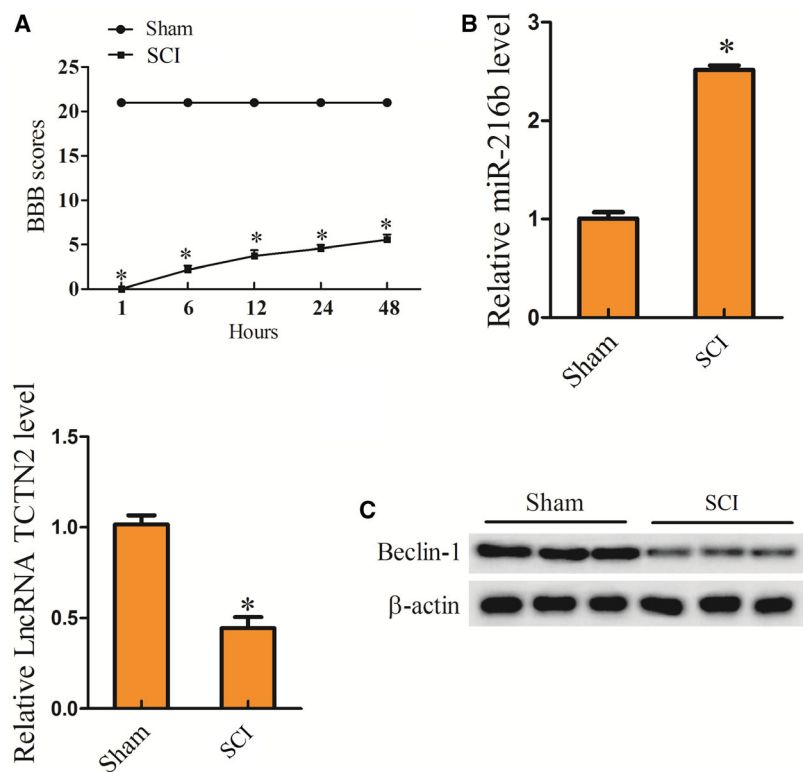 A
Sham
SCI
BBB scores
25
20
15
10
5
0
*
*
*
*
*
1 6 12 24 48
Hours
B
Relative miR-216b level
3
2
1
0
*
Sham
SCI
Relative LncRNA TCTN2 level
1.5
1.0
0.5
0.0
*
Sham
SCI
C
Sham SCI
Beclin-1
β-actin